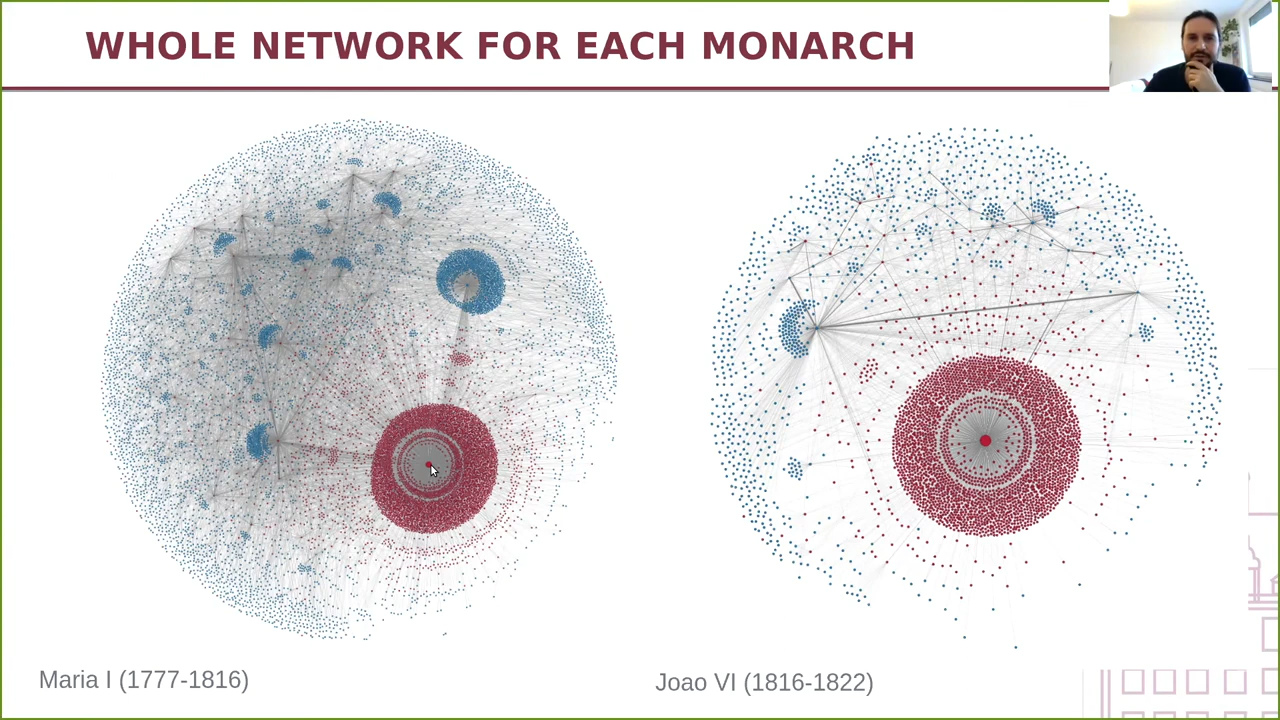 WHOLE NETWORK FOR EACH MONARCH
Maria I (1777-1816)
Joao VI (1816-1822)